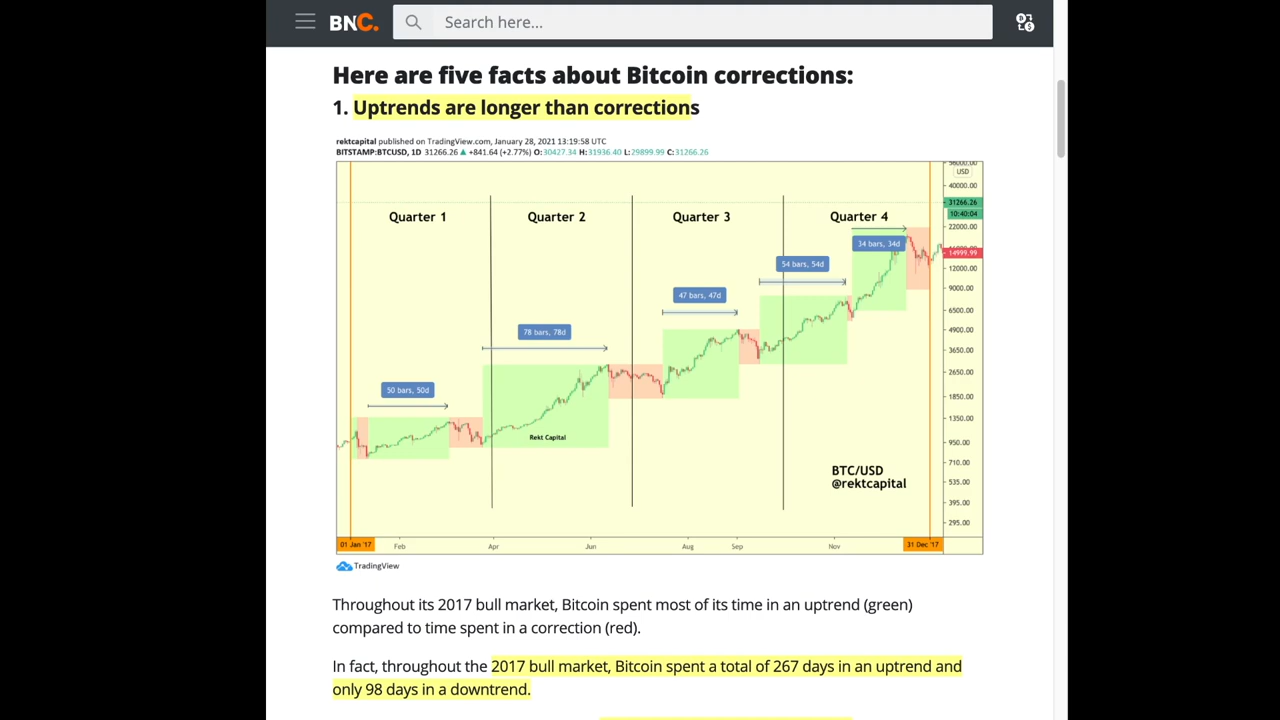 BNC.
Search here...
Here are five facts about Bitcoin corrections:
1. Uptrends are longer than corrections
rektcapital published on TradingView.com, January 28, 2021 13:19:58 UTC
BITSTAMP:BTCUSD, 1D 31266.26 ▲ +841.64 (+2.77%) O:30427.34 H:31936.40 L:29899.99 C:31266.26
USD
40000.00
31266.26
10:40:04
Quarter 1
Quarter 2
Quarter 3
Quarter 4
22000.00
34 bars, 34d
14999.99
54 bars, 54d
12000.00
9000.00
47 bars, 47d
6500.00
78 bars, 78d
4900.00
3650.00
2650.00
50 bars, 50d
1850.00
1350.00
Rekt Capital
950.00
710.00
BTC/USD
@rektcapital
535.00
395.00
295.00
01 Jan '17
Feb
Apr
Jun
Aug
Sep
Nov
31 Dec '17
TradingView
Throughout its 2017 bull market, Bitcoin spent most of its time in an uptrend (green)
compared to time spent in a correction (red).
In fact, throughout the 2017 bull market, Bitcoin spent a total of 267 days in an uptrend and
only 98 days in a downtrend.